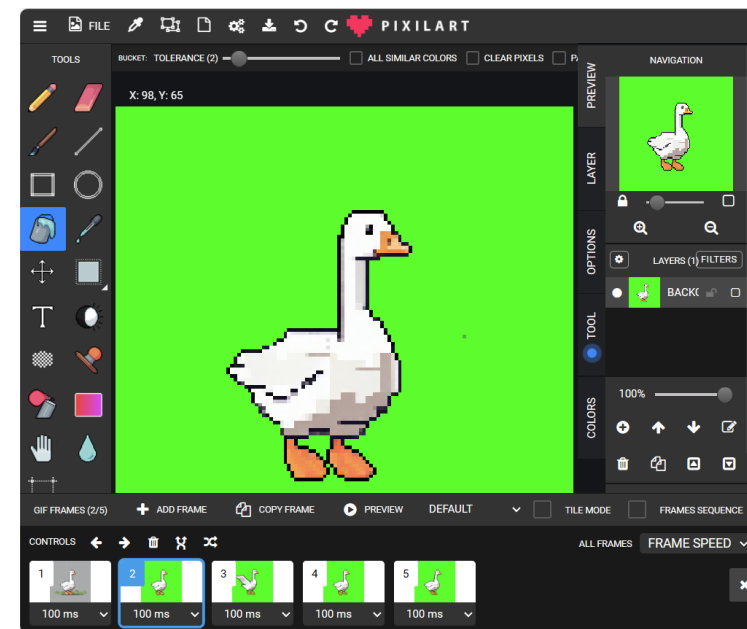 FILE
PIXILART
TOOLS
BUCKET: TOLERANCE (2)
ALL SIMILAR COLORS
CLEAR PIXELS
X: 98, Y: 65
PREVIEW
LAYER
OPTIONS
TOOL
COLORS
NAVIGATION
LAYERS (1)
FILTERS
BACK
100%
GIF FRAMES (2/5)
ADD FRAME
COPY FRAME
PREVIEW
DEFAULT
TILE MODE
FRAMES SEQUENCE
CONTROLS
ALL FRAMES
FRAME SPEED
1
2
3
4
5
100 ms
100 ms
100 ms
100 ms
100 ms